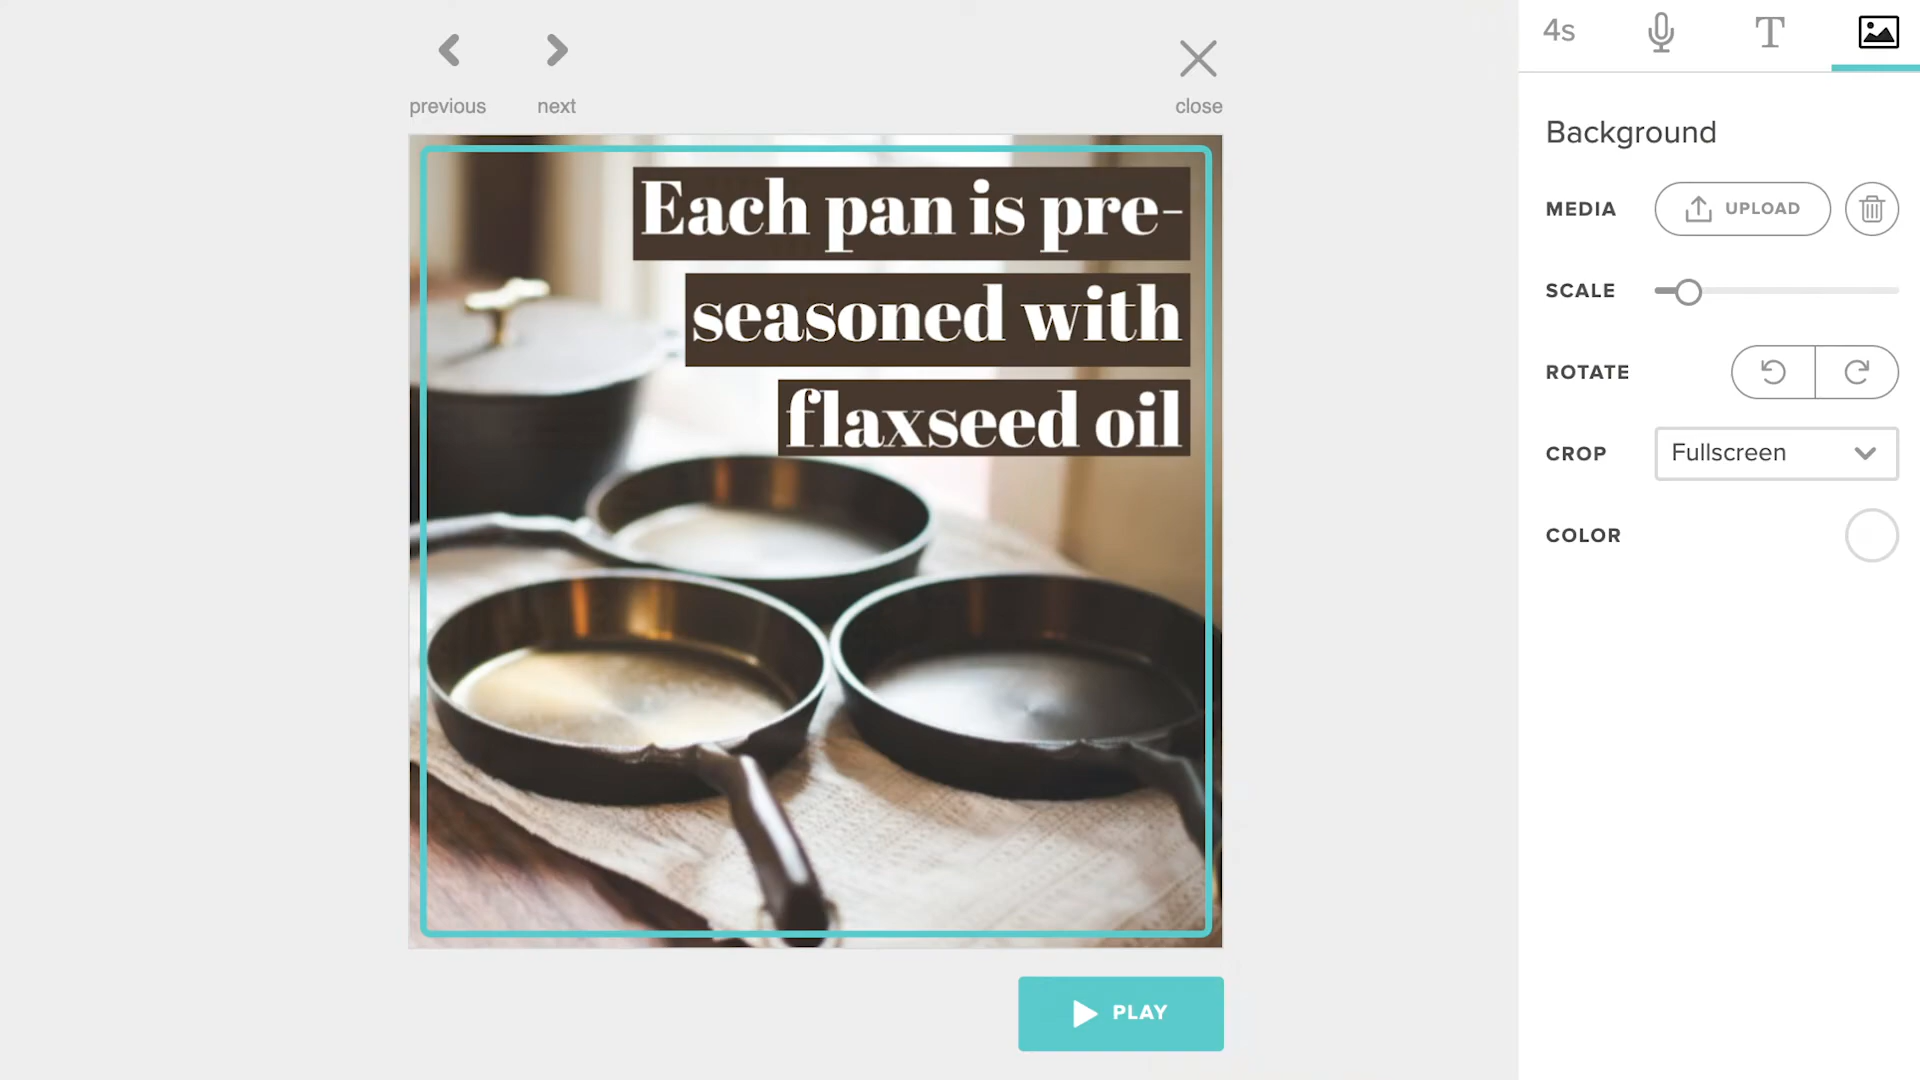 previous
next
close
4s
T
Each pan is pre-
seasoned with
flaxseed oil
PLAY
Background
MEDIA
UPLOAD
SCALE
ROTATE
CROP
Fullscreen
COLOR